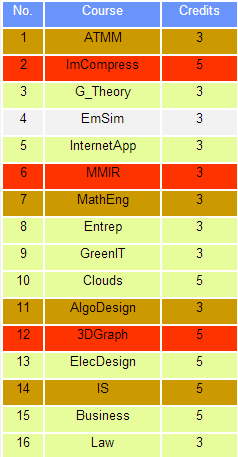 No. Course Credits
1 ATMM 3
2 ImCompress 5
3 G_Theory 3
4 EmSim 3
5 InternetApp 3
6 MMIR 3
7 MathEng 3
8 Entrep 3
9 GreenIT 3
10 Clouds 5
11 AlgoDesign 3
12 3DGraph 5
13 ElecDesign 5
14 IS 5
15 Business 5
16 Law 3